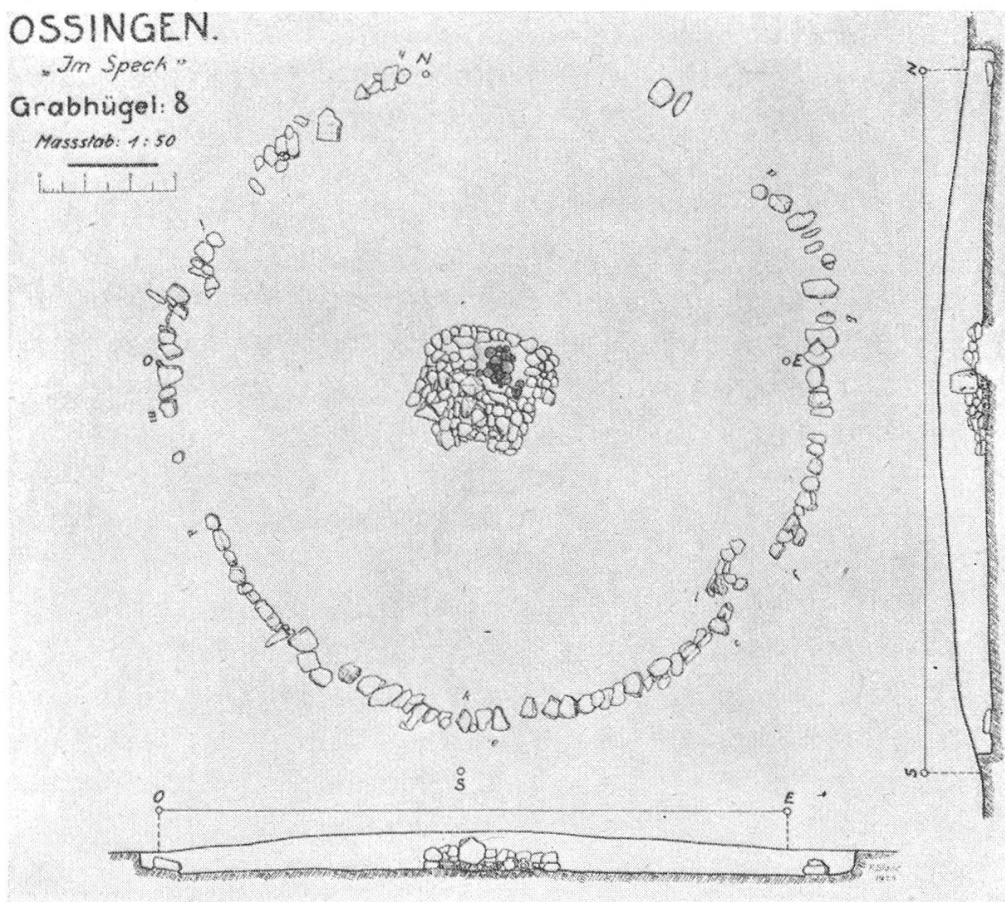 OSSINGEN.
„Im Speck"
Grabhügel: 8
Massstab: 1:50
N
O
E
m
g
d
f
c
i
k
e
S
O
E
N
S